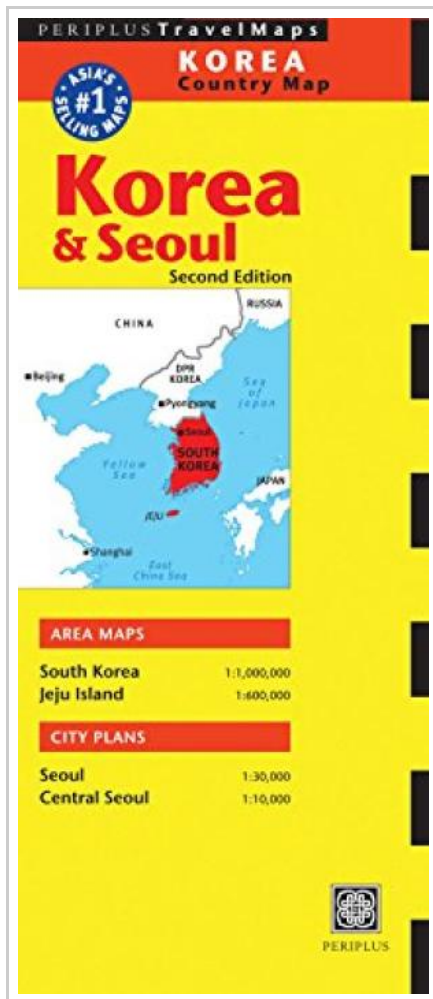 PERIPLUS TravelMaps
KOREA
Country Map
ASIA'S
#1
SELLING MAPS
Korea
& Seoul
Second Edition
RUSSIA
CHINA
DPR
KOREA
Beijing
Sea
of
Japan
Pyongyang
Seoul
SOUTH
KOREA
Yellow
Sea
JAPAN
JEJU
Shanghai
East
China Sea
AREA MAPS
South Korea 1:1,000,000
Jeju Island 1:600,000
CITY PLANS
Seoul 1:30,000
Central Seoul 1:10,000
PERIPLUS